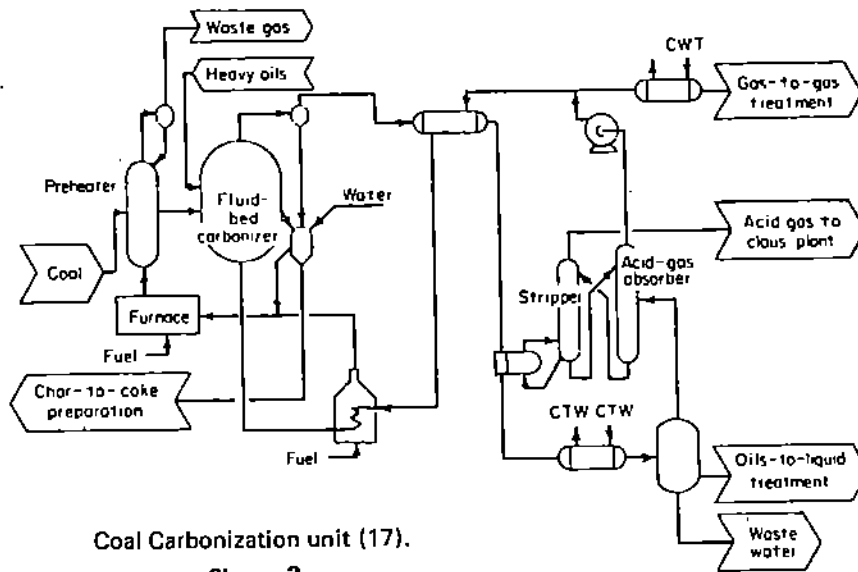 Waste gas
Heavy oils
CWT
Gas-to-gas
treatment
Preheater
Fluid-
bed
carbonizer
Water
Acid gas to
claus plant
Coal
Acid-gas
absorber
Stripper
Furnace
Fuel
Char-to-coke
preparation
CTW CTW
Fuel
Oils-to-liquid
treatment
Waste
water
Coal Carbonization unit (17).